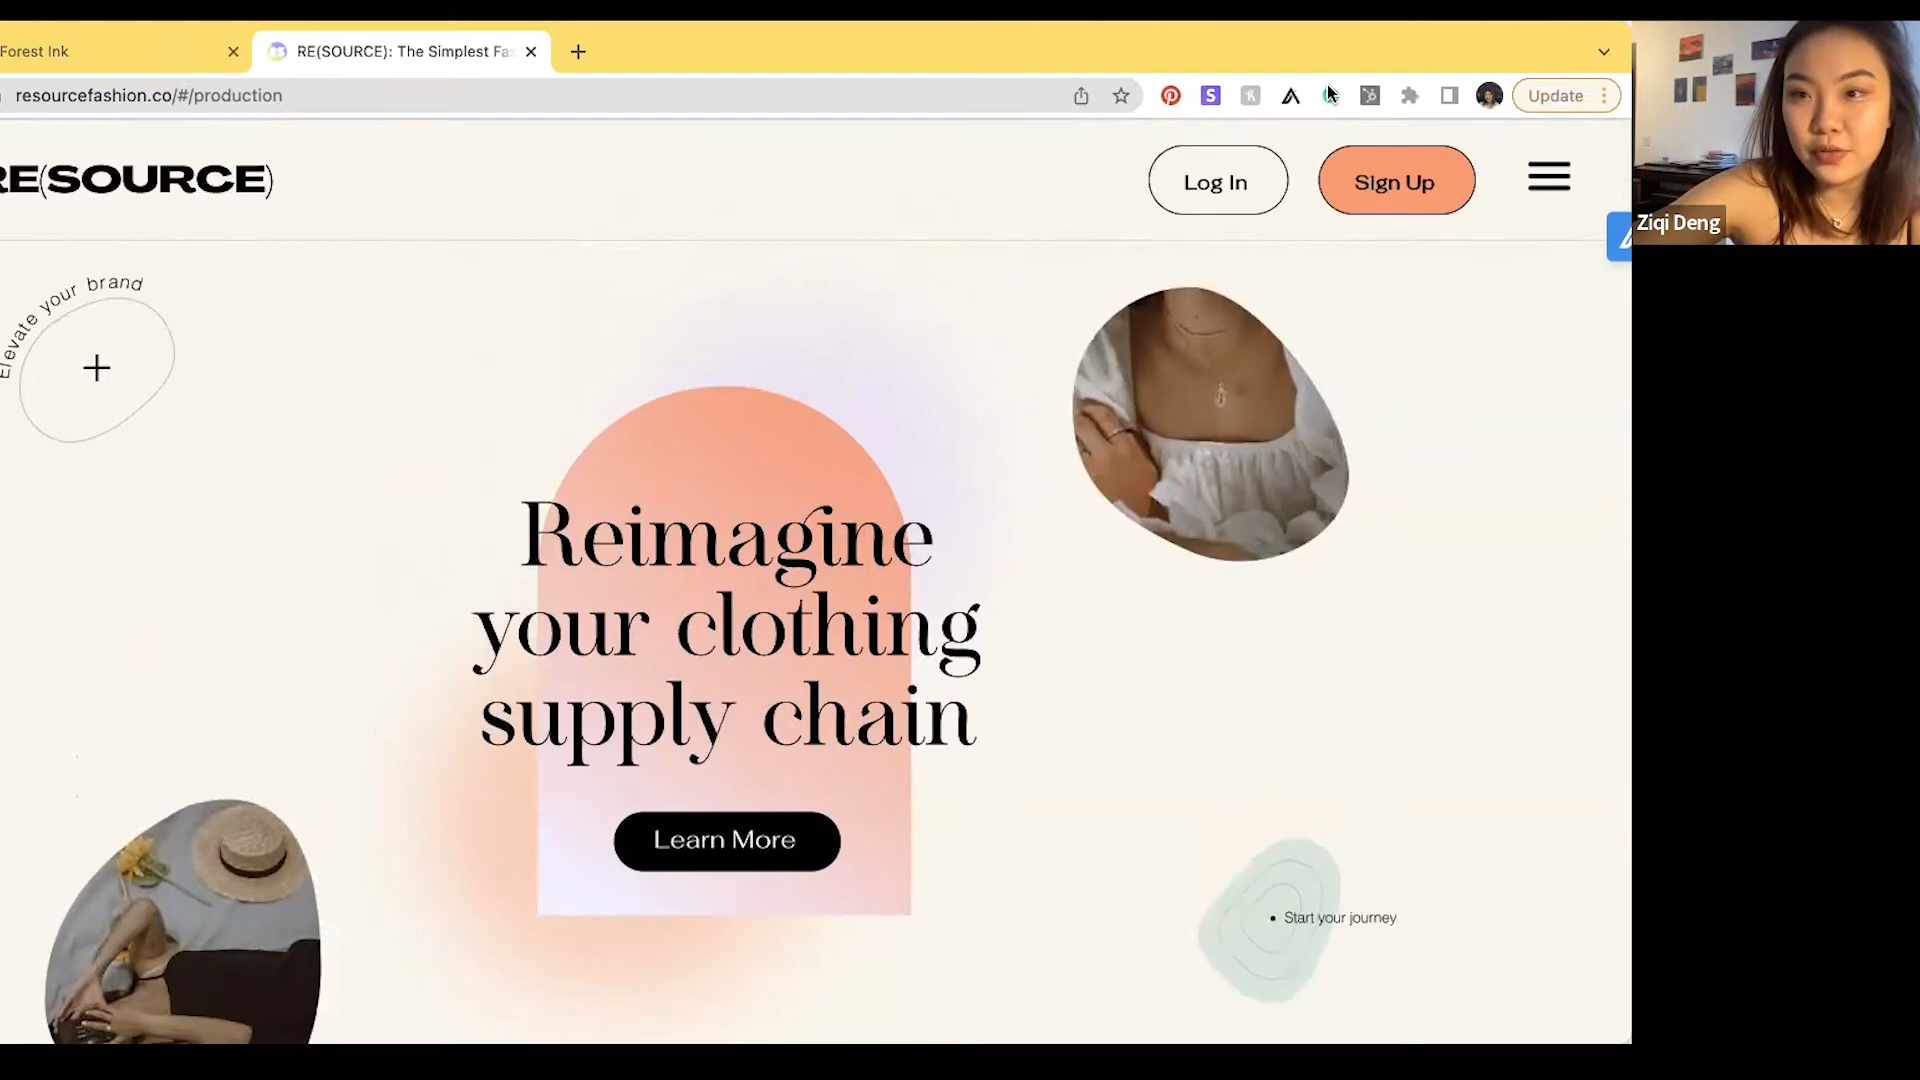 Forest Ink
RE(SOURCE): The Simplest Fa
resourcefashion.co/#/production
Update
RE(SOURCE)
Log In
Sign Up
Ziqi Deng
Elevate your brand
Reimagine
your clothing
supply chain
Learn More
Start your journey